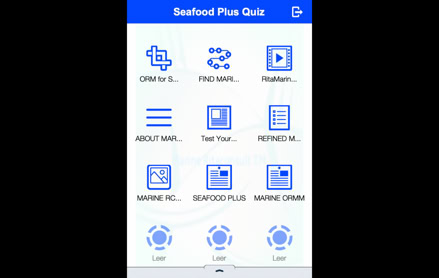 Seafood Plus Quiz
ORM for S...
FIND MARI...
RitaMarin...
ABOUT MAR...
Test Your...
REFINED M...
MARINE RC...
SEAFOOD PLUS
MARINE ORMM
Leer
Leer
Leer